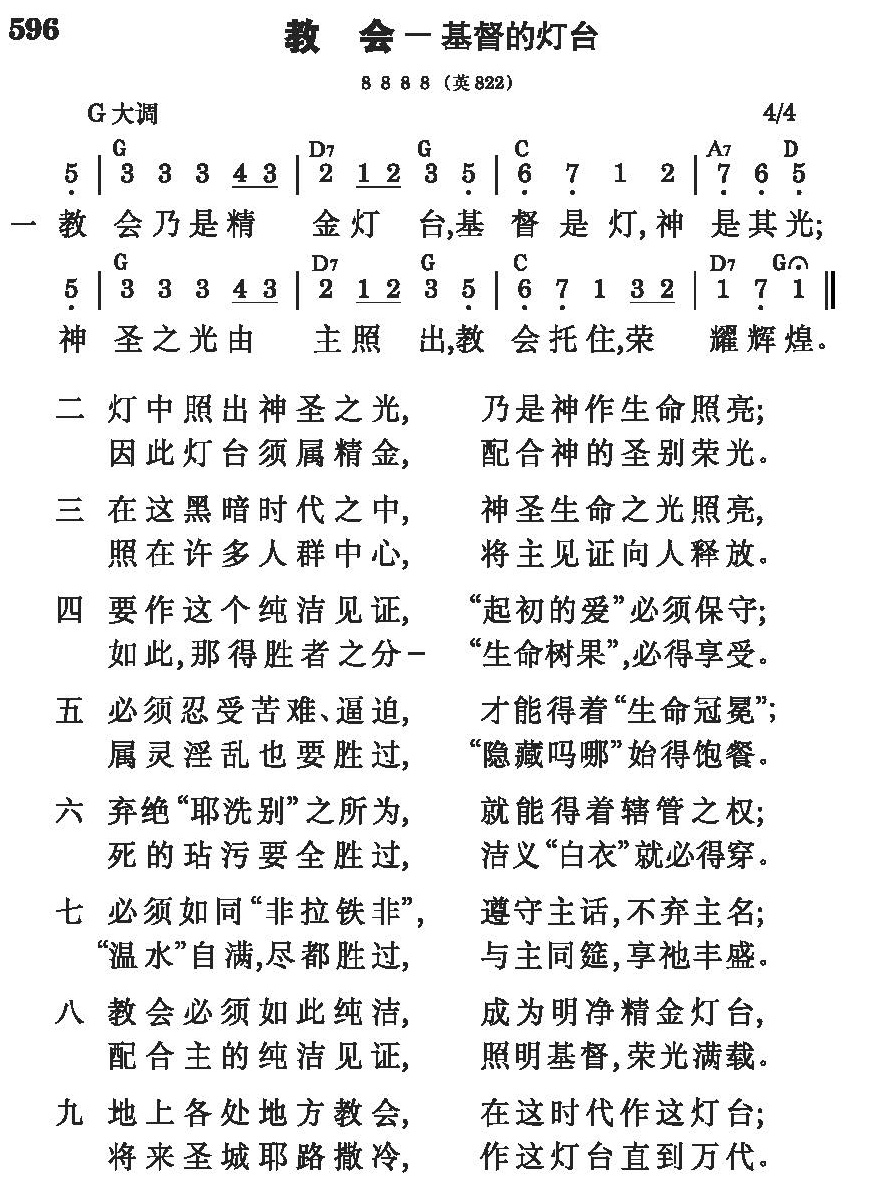 596
教 会 － 基督的灯台
8 8 8 8 （英 822）
G 大调 4/4
G D7 G C A7 D
5 | 3 3 3 4 3 | 2 1 2 3 5 | 6 7 1 2 | 7 6 5
一 教 会 乃 是 精 金 灯 台,基 督 是 灯, 神 是 其 光;
G D7 G C D7 G
5 | 3 3 3 4 3 | 2 1 2 3 5 | 6 7 1 3 2 | 1 7 1 ‖
神 圣 之 光 由 主 照 出,教 会 托 住,荣 耀 辉 煌。
二 灯 中 照 出 神 圣 之 光, 乃 是 神 作 生 命 照 亮;
因 此 灯 台 须 属 精 金, 配 合 神 的 圣 别 荣 光。
三 在 这 黑 暗 时 代 之 中, 神 圣 生 命 之 光 照 亮,
照 在 许 多 人 群 中 心, 将 主 见 证 向 人 释 放。
四 要 作 这 个 纯 洁 见 证, “起 初 的 爱” 必 须 保 守;
如 此, 那 得 胜 者 之 分－ “生 命 树 果”,必 得 享 受。
五 必 须 忍 受 苦 难、逼 迫, 才 能 得 着 “生 命 冠 冕”;
属 灵 淫 乱 也 要 胜 过, “隐 藏 吗 哪” 始 得 饱 餐。
六 弃 绝 “耶 洗 别” 之 所 为, 就 能 得 着 辖 管 之 权;
死 的 玷 污 要 全 胜 过, 洁 义 “白 衣” 就 必 得 穿。
七 必 须 如 同 “非 拉 铁 非”, 遵 守 主 话, 不 弃 主 名;
“温 水” 自 满,尽 都 胜 过, 与 主 同 筵, 享 祂 丰 盛。
八 教 会 必 须 如 此 纯 洁, 成 为 明 净 精 金 灯 台,
配 合 主 的 纯 洁 见 证, 照 明 基 督, 荣 光 满 载。
九 地 上 各 处 地 方 教 会, 在 这 时 代 作 这 灯 台;
将 来 圣 城 耶 路 撒 冷, 作 这 灯 台 直 到 万 代。